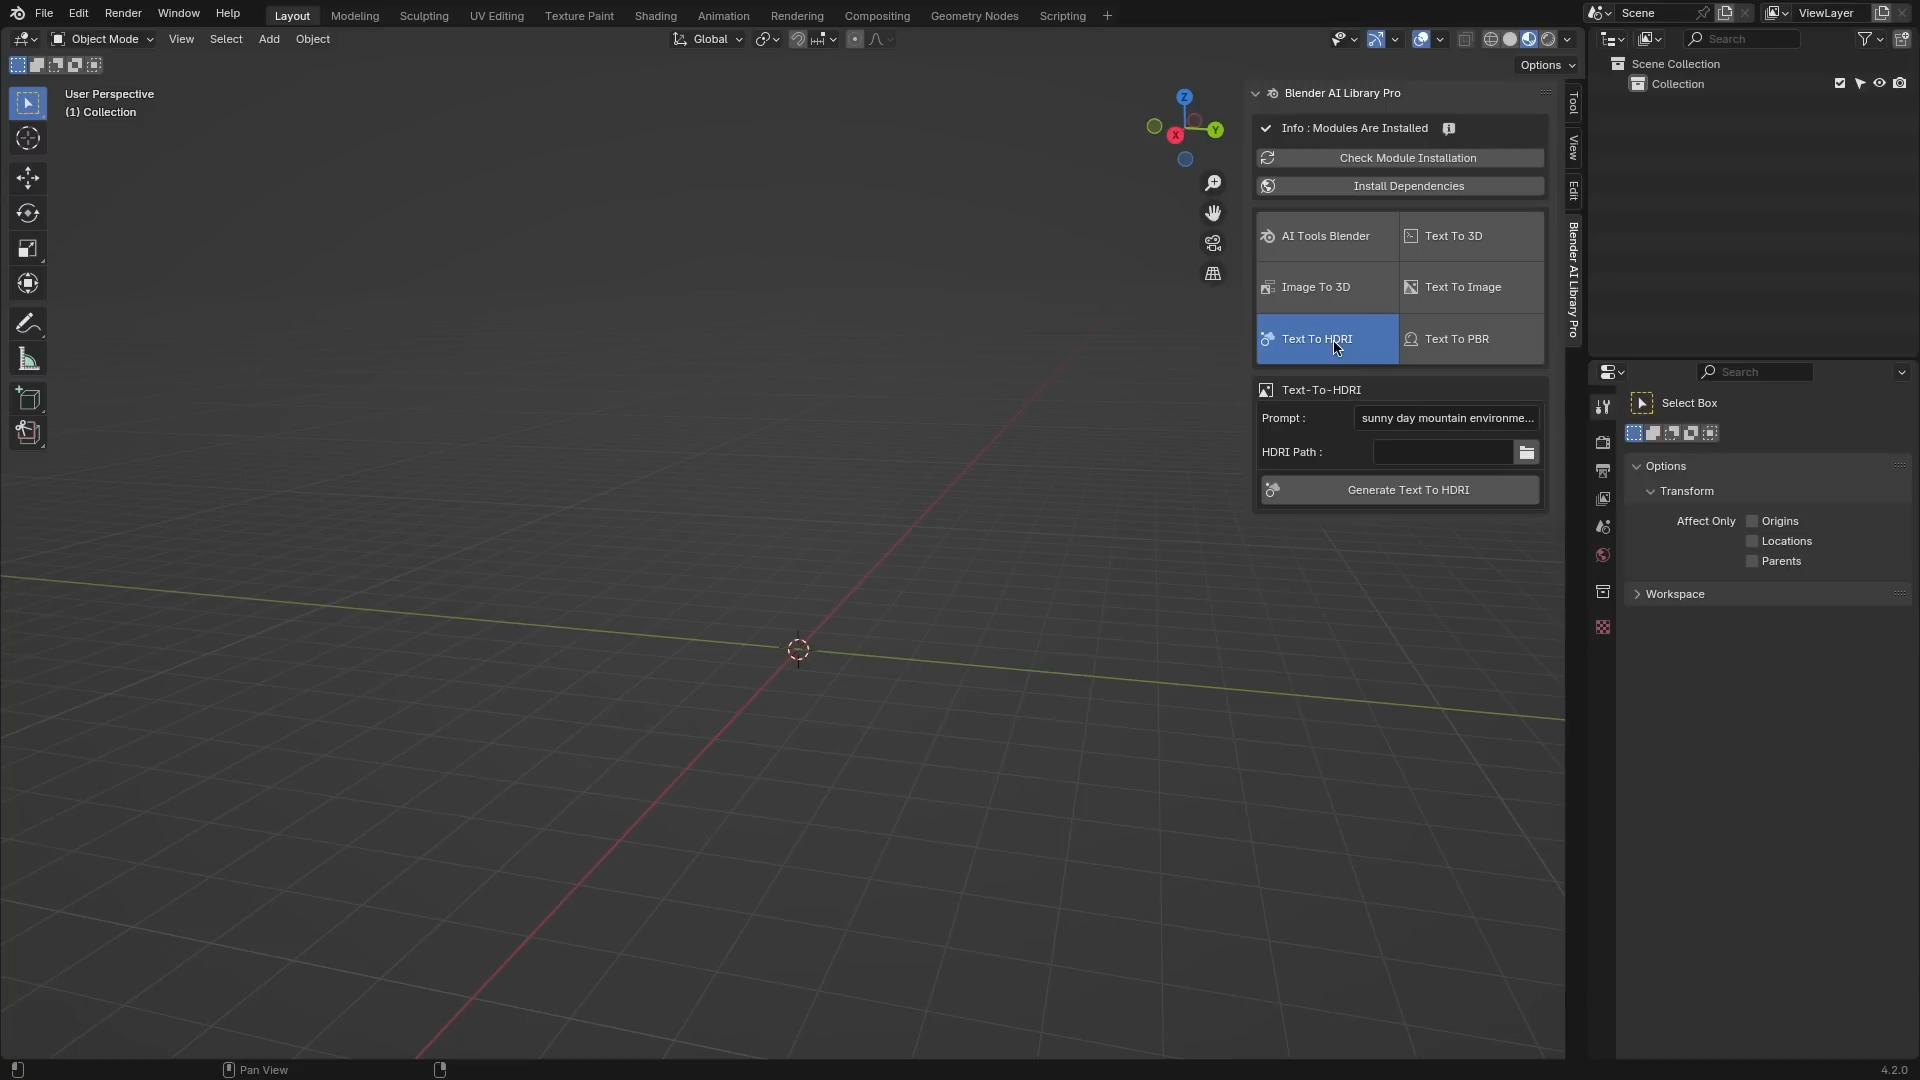 File Edit Render Window Help
Layout Modeling Sculpting UV Editing Texture Paint Shading Animation Rendering Compositing Geometry Nodes Scripting +
Scene
ViewLayer
Object Mode View Select Add Object
Global
Options
Search
User Perspective
(1) Collection
Z
Y
X
Blender AI Library Pro
Info : Modules Are Installed
Check Module Installation
Install Dependencies
AI Tools Blender Text To 3D
Image To 3D Text To Image
Text To HDRI Text To PBR
Text-To-HDRI
Prompt : sunny day mountain environme...
HDRI Path :
Generate Text To HDRI
Tool
View
Edit
Blender AI Library Pro
Scene Collection
Collection
Search
Select Box
Options
Transform
Affect Only Origins
Locations
Parents
Workspace
Pan View
4.2.0